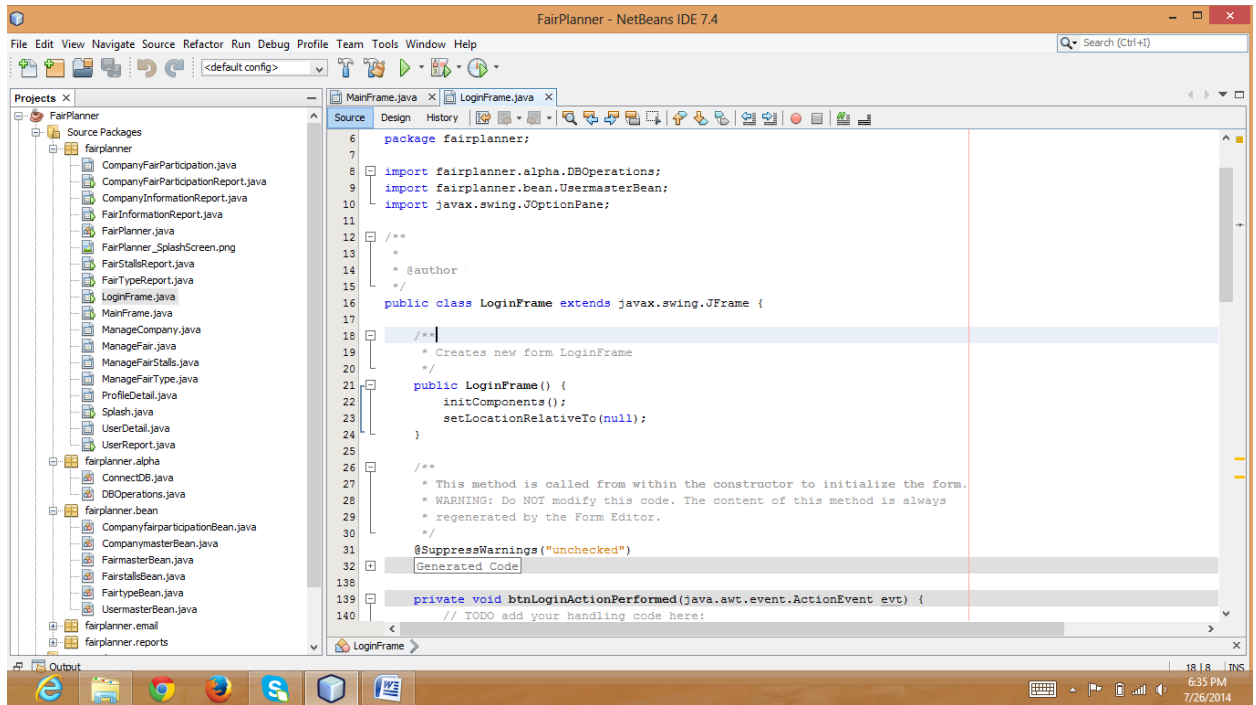 FairPlanner - NetBeans IDE 7.4
File Edit View Navigate Source Refactor Run Debug Profile Team Tools Window Help
Search (Ctrl+I)
<default config>
Projects
FairPlanner
Source Packages
fairplanner
CompanyFairParticipation.java
CompanyFairParticipationReport.java
CompanyInformationReport.java
FairInformationReport.java
FairPlanner.java
FairPlanner_SplashScreen.png
FairStallsReport.java
FairTypeReport.java
LoginFrame.java
MainFrame.java
ManageCompany.java
ManageFair.java
ManageFairStalls.java
ManageFairType.java
ProfileDetail.java
Splash.java
UserDetail.java
UserReport.java
fairplanner.alpha
ConnectDB.java
DBOperations.java
fairplanner.bean
CompanyfairparticipationBean.java
CompanymasterBean.java
FairmasterBean.java
FairstallsBean.java
FairtypeBean.java
UsermasterBean.java
fairplanner.email
fairplanner.reports
MainFrame.java LoginFrame.java
Source Design History
6 package fairplanner;
7
8 import fairplanner.alpha.DBOperations;
9 import fairplanner.bean.UsermasterBean;
10 import javax.swing.JOptionPane;
11
12 /**
13 *
14 * @author
15 */
16 public class LoginFrame extends javax.swing.JFrame {
17
18 /**
19 * Creates new form LoginFrame
20 */
21 public LoginFrame() {
22 initComponents();
23 setLocationRelativeTo(null);
24 }
25
26 /**
27 * This method is called from within the constructor to initialize the form.
28 * WARNING: Do NOT modify this code. The content of this method is always
29 * regenerated by the Form Editor.
30 */
31 @SuppressWarnings("unchecked")
32 Generated Code
138
139 private void btnLoginActionPerformed(java.awt.event.ActionEvent evt) {
140 // TODO add your handling code here:
LoginFrame
Output
18 | 8 INS
6:35 PM
7/26/2014